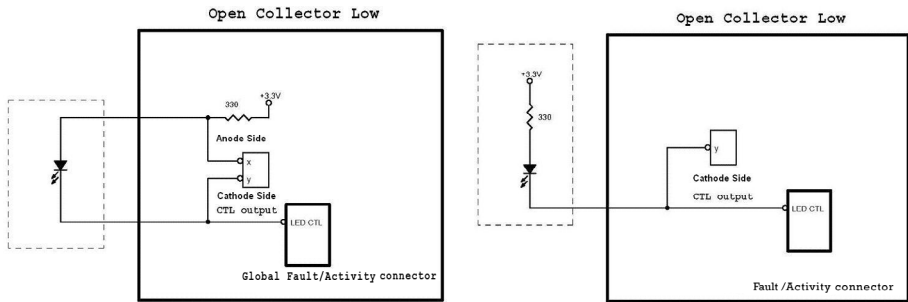 Open Collector Low
+3.3V
330
Anode Side
x
y
Cathode Side
CTL output
LED CTL
Global Fault/Activity connector
Open Collector Low
+3.3V
330
y
Cathode Side
CTL output
LED CTL
Fault /Activity connector